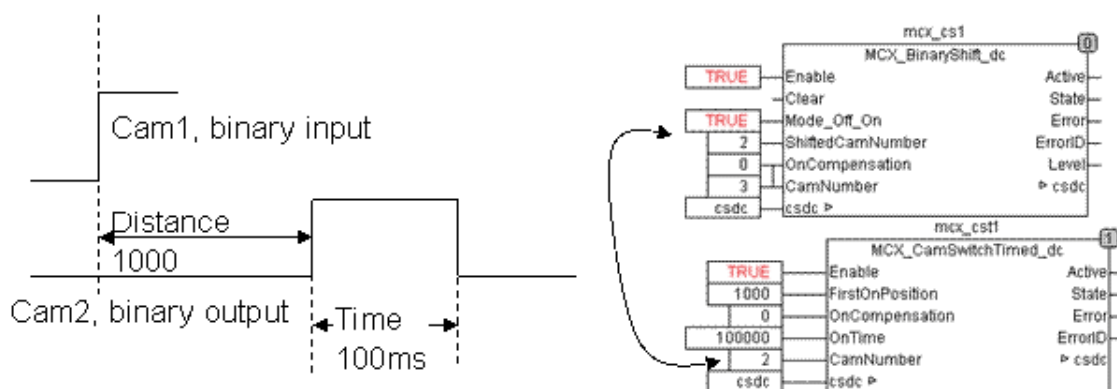 Cam1, binary input
Distance
1000
Cam2, binary output
Time
100ms
mcx_cs1
0
MCX_BinaryShift_dc
TRUE Enable Active
Clear State
TRUE Mode_Off_On Error
2 ShiftedCamNumber ErrorID
0 OnCompensation Level
3 CamNumber csdc
csdc csdc
mcx_cst1
1
MCX_CamSwitchTimed_dc
TRUE Enable Active
1000 FirstOnPosition State
0 OnCompensation Error
100000 OnTime ErrorID
2 CamNumber csdc
csdc csdc